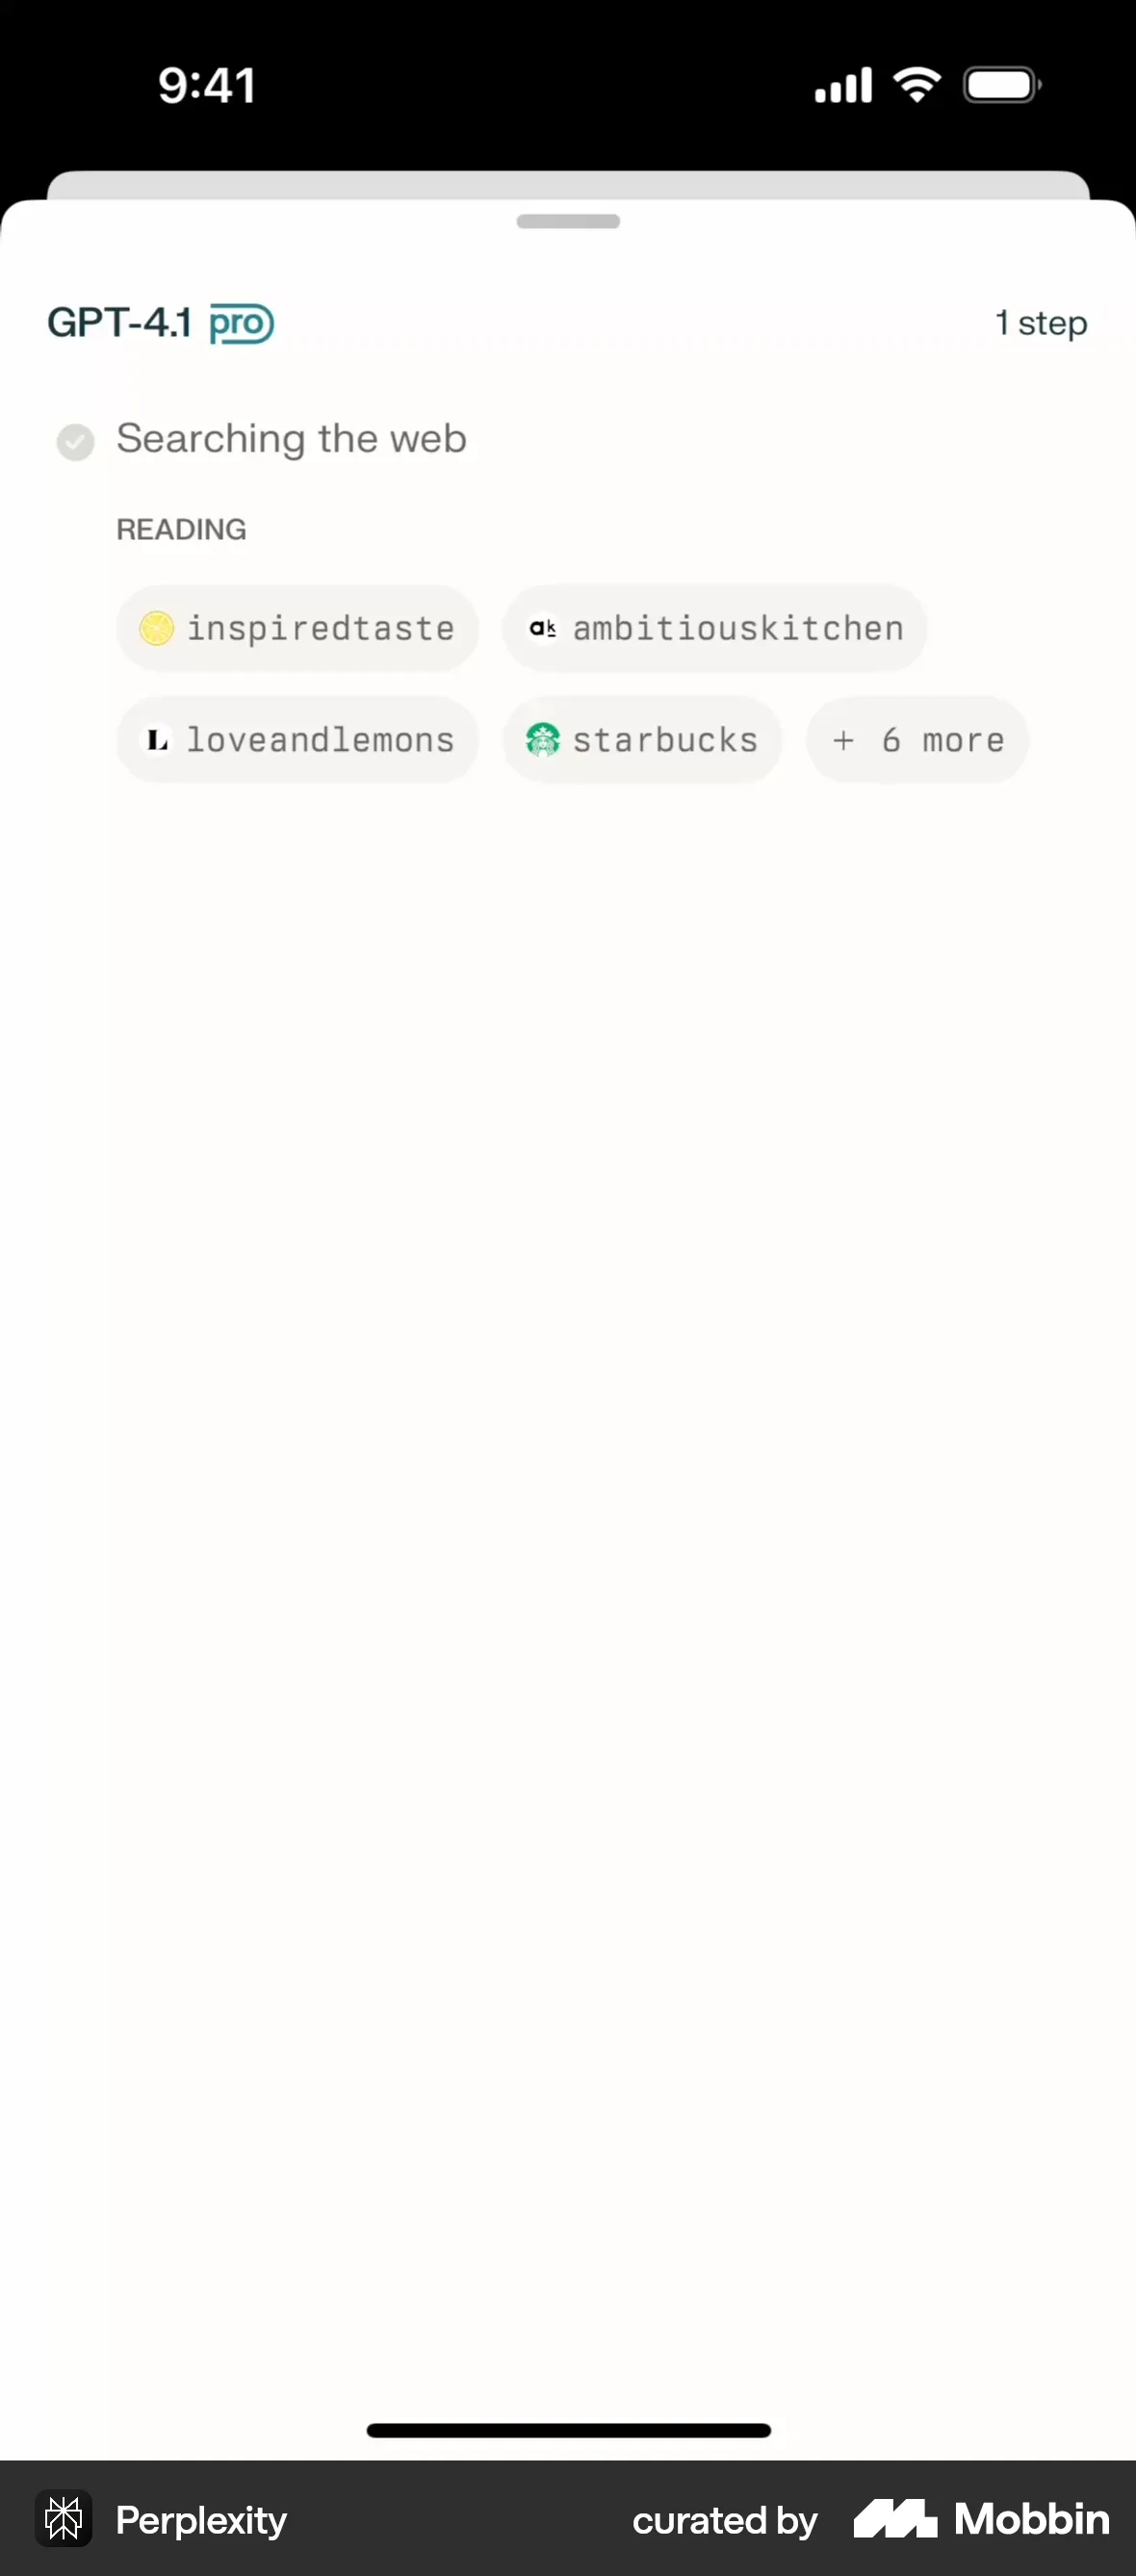 9:41
GPT-4.1 pro
1 step
Searching the web
READING
inspiredtaste
ak ambitiouskitchen
L loveandlemons
starbucks
+ 6 more
Perplexity
curated by Mobbin